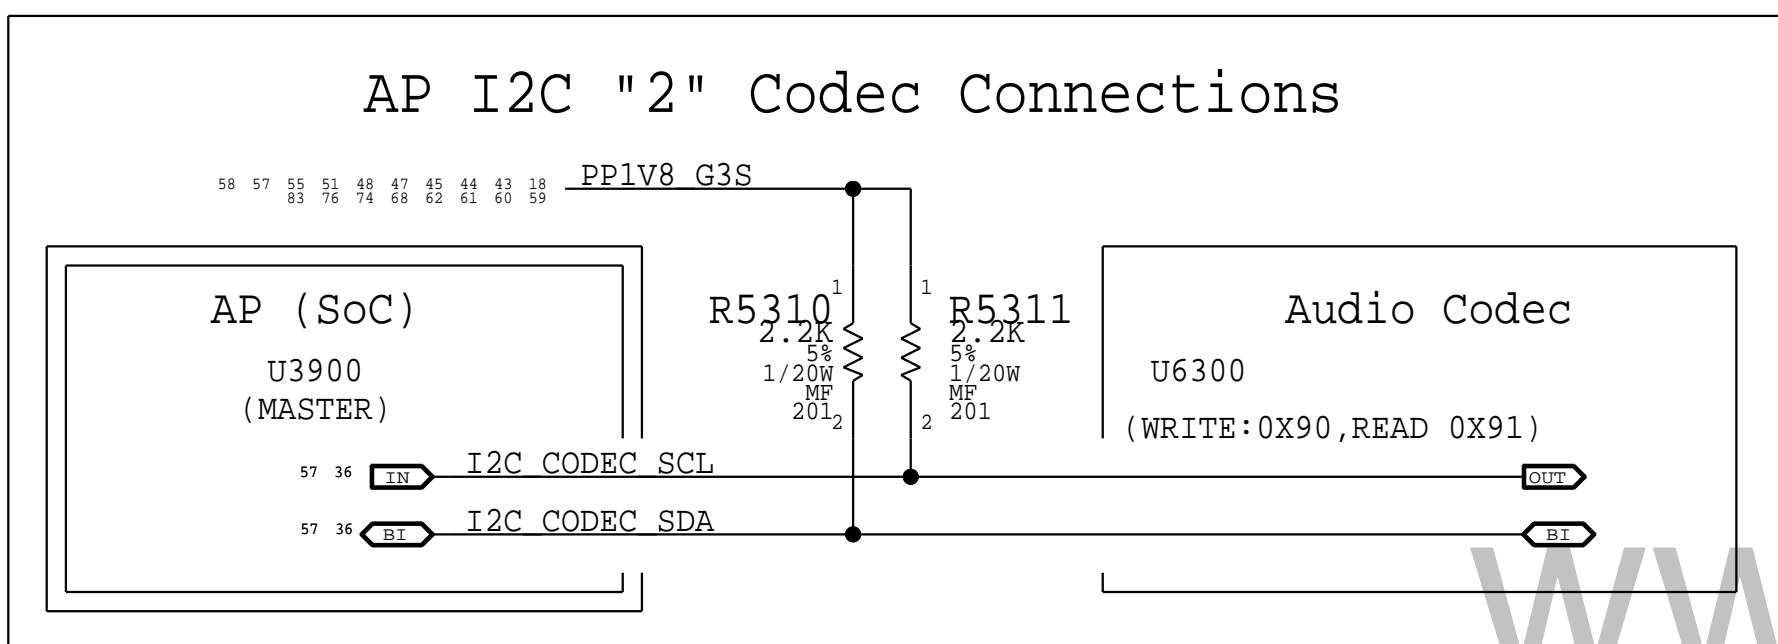 AP I2C "2" Codec Connections
58 57 55 51 48 47 45 44 43 18
83 76 74 68 62 61 60 59
PP1V8_G3S
AP (SoC)
U3900
(MASTER)
1
R5310
2.2K
5%
1/20W
MF
201
2
1
R5311
2.2K
5%
1/20W
MF
201
2
Audio Codec
U6300
(WRITE:0X90,READ 0X91)
57 36 IN I2C_CODEC_SCL OUT
57 36 BI I2C_CODEC_SDA BI